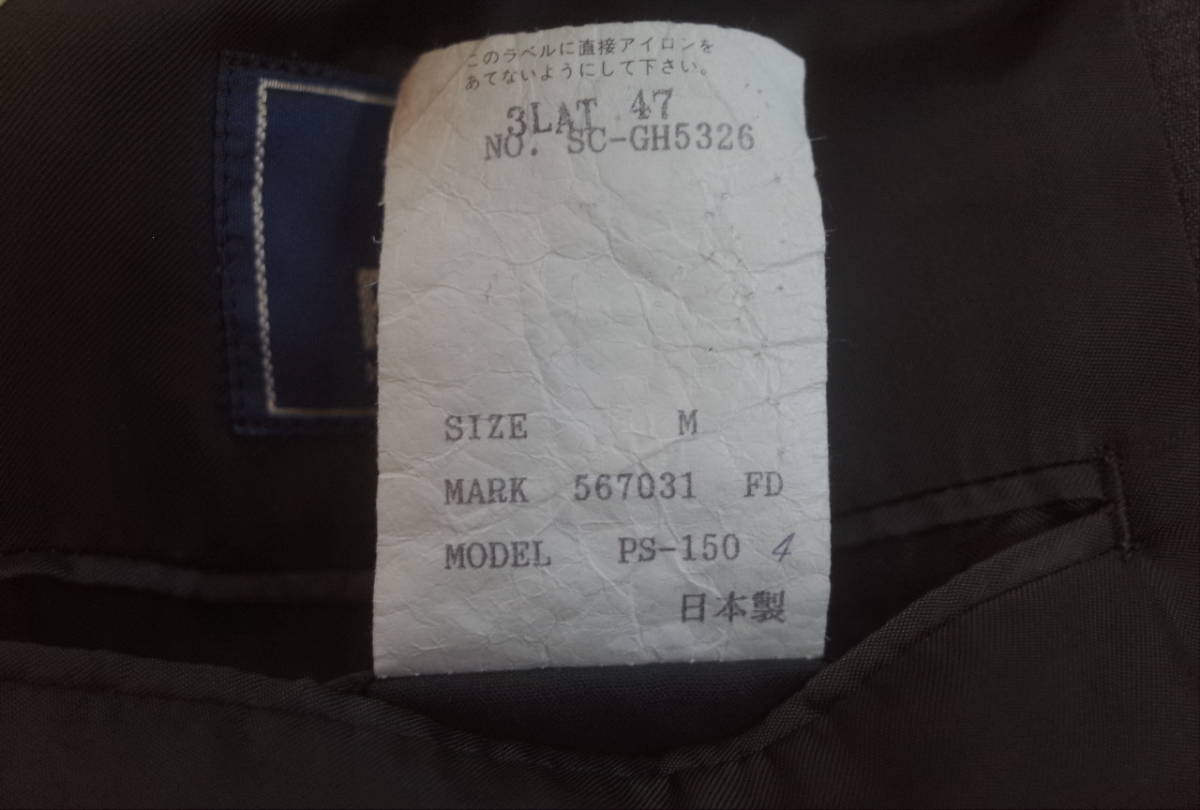 このラベルに直接アイロンを
あてないようにして下さい。
3LAT 47
NO. SC-GH5326
SIZE M
MARK 567031 FD
MODEL PS-150 4
日本製